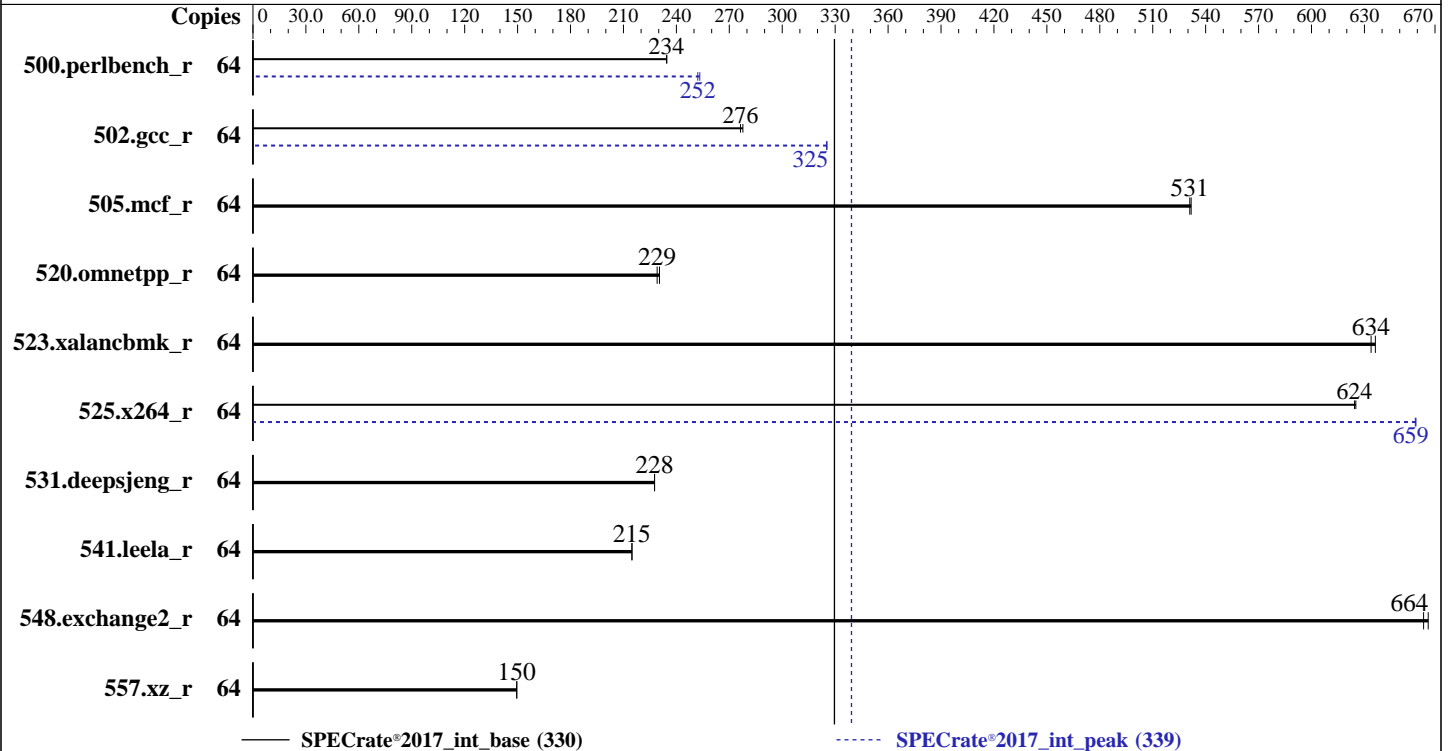 Copies 0 30.0 60.0 90.0 120 150 180 210 240 270 300 330 360 390 420 450 480 510 540 570 600 630 670
234
500.perlbench_r 64
252
276
502.gcc_r 64
325
531
505.mcf_r 64
229
520.omnetpp_r 64
634
523.xalancbmk_r 64
624
525.x264_r 64
659
228
531.deepsjeng_r 64
215
541.leela_r 64
664
548.exchange2_r 64
150
557.xz_r 64
SPECrate®2017_int_base (330) SPECrate®2017_int_peak (339)